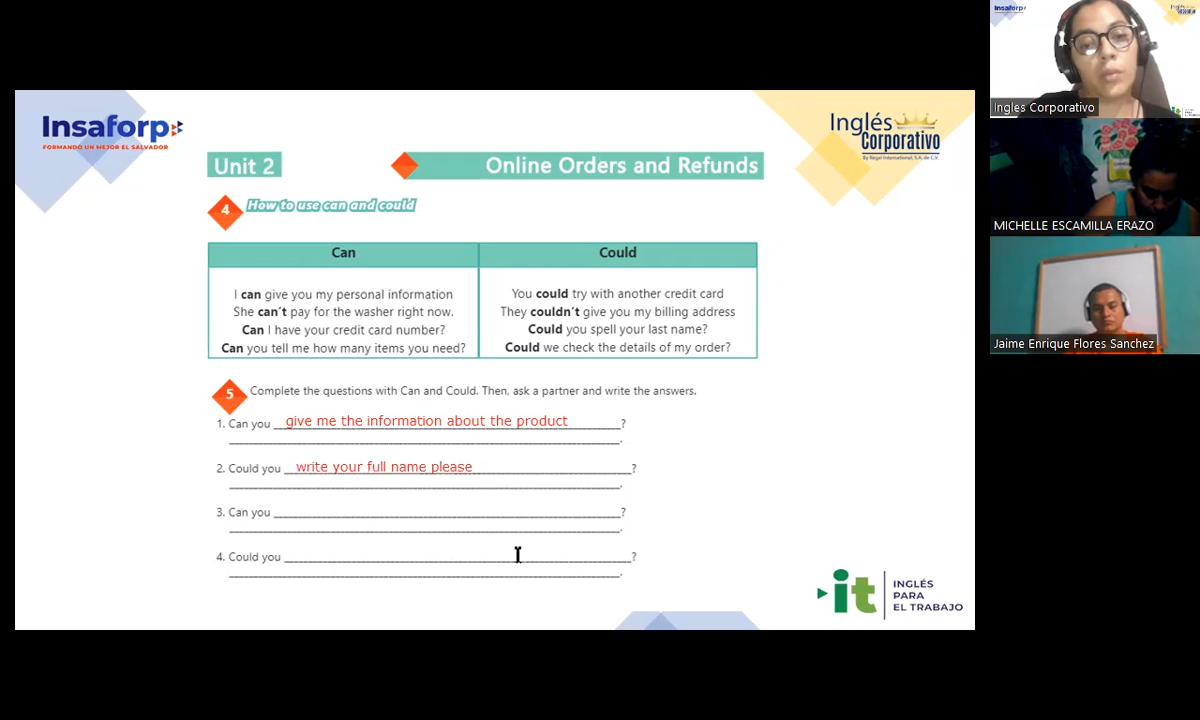 Insaforp
FORMANDO UN MEJOR EL SALVADOR
Inglés
Corporativo
By Regal International, S.A. de C.V.
Unit 2
Online Orders and Refunds
4 How to use can and could
Can
Could
I can give you my personal information
She can't pay for the washer right now.
Can I have your credit card number?
Can you tell me how many items you need?
You could try with another credit card
They couldn't give you my billing address
Could you spell your last name?
Could we check the details of my order?
5 Complete the questions with Can and Could. Then, ask a partner and write the answers.
1. Can you give me the information about the product?
2. Could you write your full name please?
3. Can you ?
4. Could you ?
it
INGLÉS
PARA
EL TRABAJO
Insaforp
Ingles Corporativo
MICHELLE ESCAMILLA ERAZO
Jaime Enrique Flores Sanchez